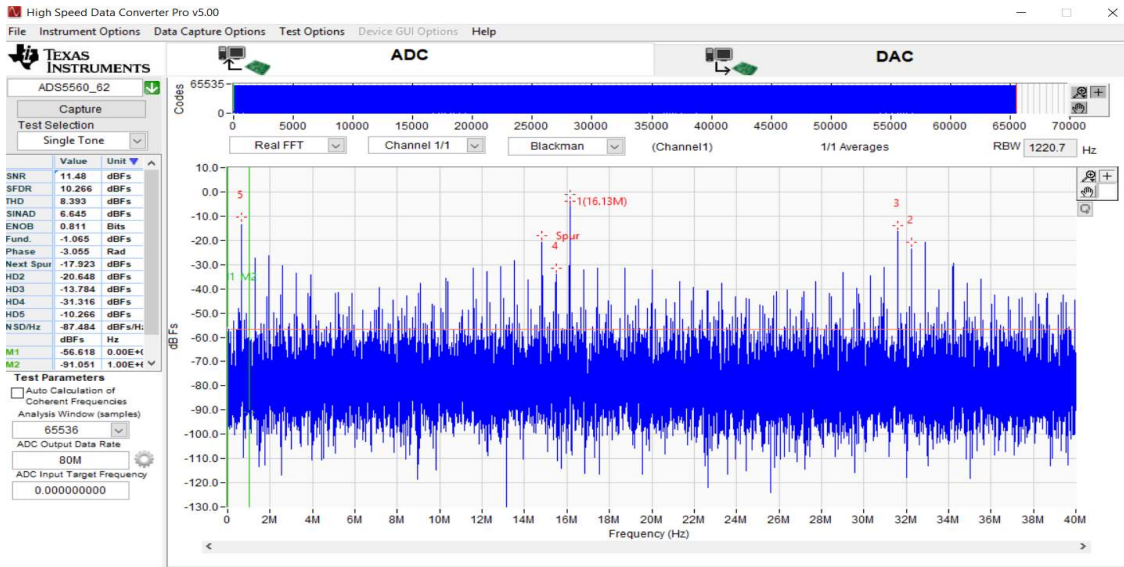 High Speed Data Converter Pro v5.00
File Instrument Options Data Capture Options Test Options Device GUI Options Help
TEXAS INSTRUMENTS
ADC
DAC
ADS5560_62
Capture
Test Selection
Single Tone
Value Unit
SNR 11.48 dBFs
SFDR 10.266 dBFs
THD 8.393 dBFs
SINAD 6.645 dBFs
ENOB 0.811 Bits
Fund. -1.065 dBFs
Phase -3.055 Rad
Next Spur -17.923 dBFs
HD2 -20.648 dBFs
HD3 -13.784 dBFs
HD4 -31.316 dBFs
HD5 -10.266 dBFs
NSD/Hz -87.484 dBFs/Hz
dBFs Hz
M1 -56.618 0.00E+(
M2 -91.051 1.00E+(
Test Parameters
Auto Calculation of
Coherent Frequencies
Analysis Window (samples)
65536
ADC Output Data
Rate
80M
ADC Input Target Frequency
0.000000000
Codes
65535
0
0 5000 10000 15000 20000 25000 30000 35000 40000 45000 50000 55000 60000 65000 70000
Real FFT Channel 1/1 Blackman (Channel1) 1/1 Averages RBW 1220.7 Hz
10.0
0.0
-10.0
-20.0
-30.0
-40.0
-50.0
-60.0
-70.0
-80.0
-90.0
-100.0
-110.0
-120.0
-130.0
dBFs
5
1(16.13M)
Spur
4
3
2
1 M2
0 2M 4M 6M 8M 10M 12M 14M 16M 18M 20M 22M 24M 26M 28M 30M 32M 34M 36M 38M 40M
Frequency (Hz)